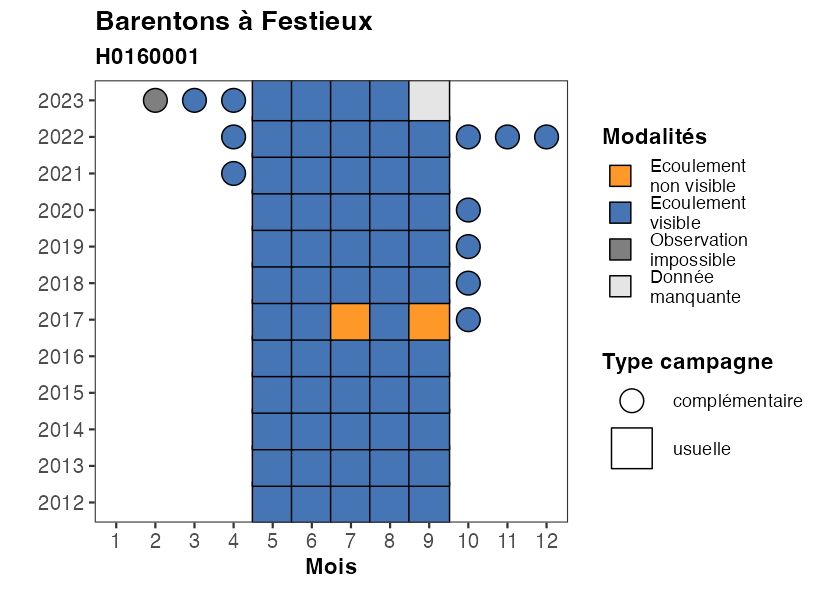 Barentons à Festieux
H0160001
2023
2022
2021
2020
2019
2018
2017
2016
2015
2014
2013
2012
1 2 3 4 5 6 7 8 9 10 11 12
Mois
Modalités
Ecoulement
non visible
Ecoulement
visible
Observation
impossible
Donnée
manquante
Type campagne
complémentaire
usuelle